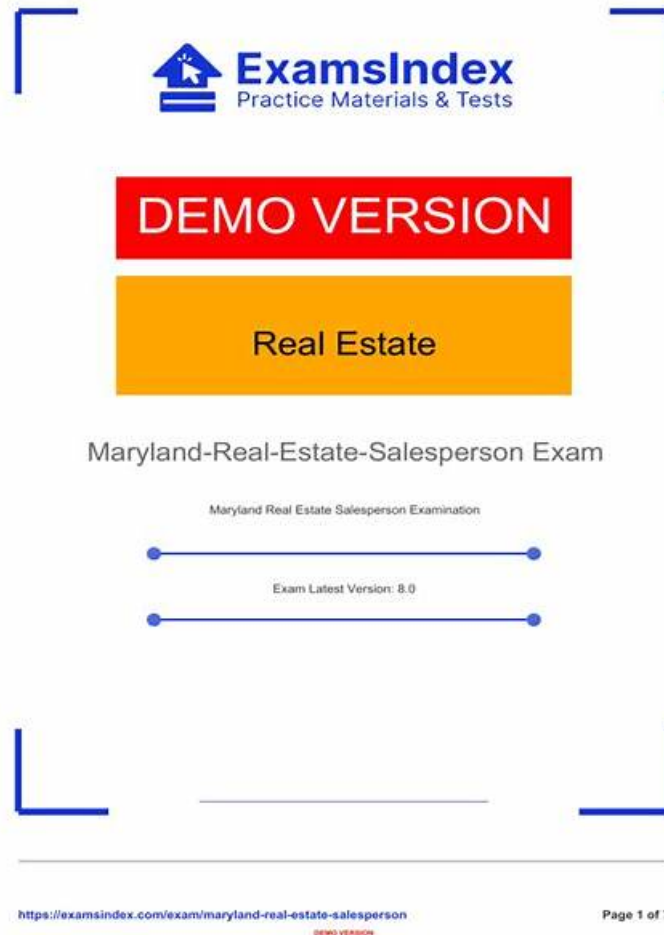 ExamsIndex
Practice Materials & Tests
DEMO VERSION
Real Estate
Maryland-Real-Estate-Salesperson Exam
Maryland Real Estate Salesperson Examination
Exam Latest Version: 8.0
https://examsindex.com/exam/maryland-real-estate-salesperson
Page 1 of
DEMO VERSION